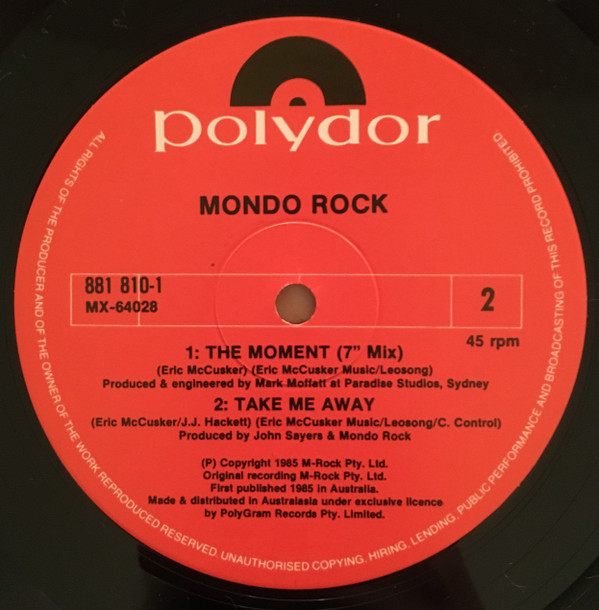 polydor
MONDO ROCK
881 810-1
MX-64028
2
45 rpm
1: THE MOMENT (7” Mix)
(Eric McCusker) (Eric McCusker Music/Leosong)
Produced & engineered by Mark Moffatt at Paradise Studios, Sydney
2: TAKE ME AWAY
(Eric McCusker/J.J. Hackett) (Eric McCusker Music/Leosong/C. Control)
Produced by John Sayers & Mondo Rock
(P) Copyright 1985 M-Rock Pty. Ltd.
Original recording M-Rock Pty. Ltd.
First published 1985 in Australia.
Made & distributed in Australasia under exclusive licence
by PolyGram Records Pty. Limited.
ALL RIGHTS OF THE PRODUCER AND OF THE OWNER OF THE WORK REPRODUCED RESERVED. UNAUTHORISED COPYING, HIRING, LENDING, PUBLIC PERFORMANCE AND BROADCASTING OF THIS RECORD PROHIBITED